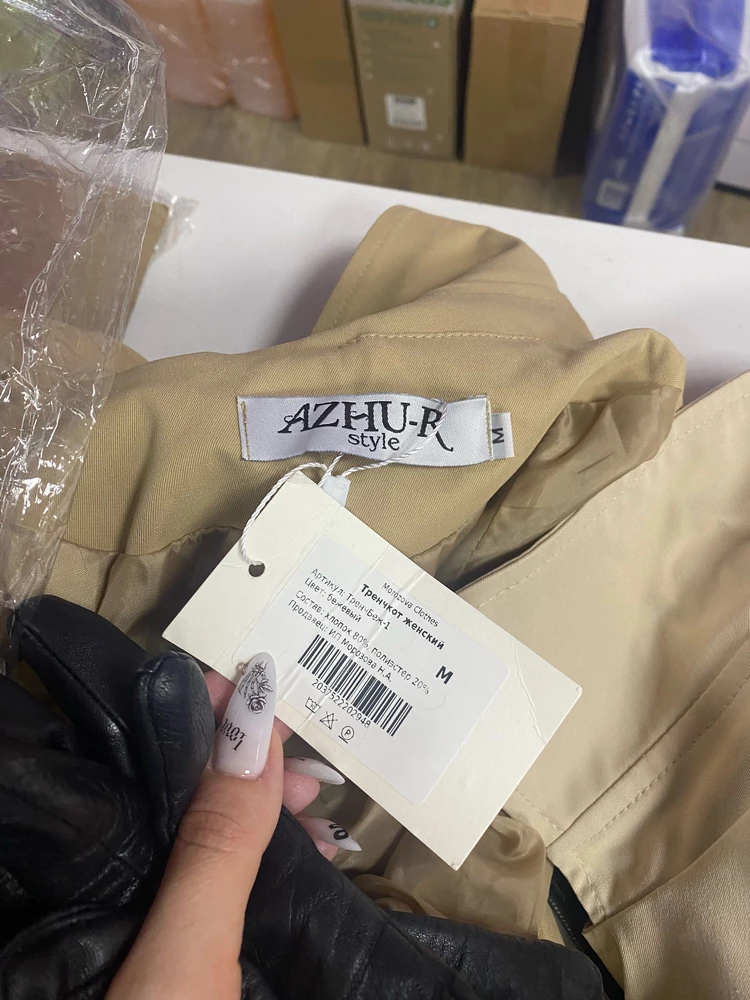 AZHU-R
style
M
Morozova Clothes
Тренчкот женский
Артикул: ТренчБеж-1
Цвет: бежевый
M
Состав: хлопок 80%, полиэстер 20%
Продавец: ИП Морозова Н.А.
2037522202948
P